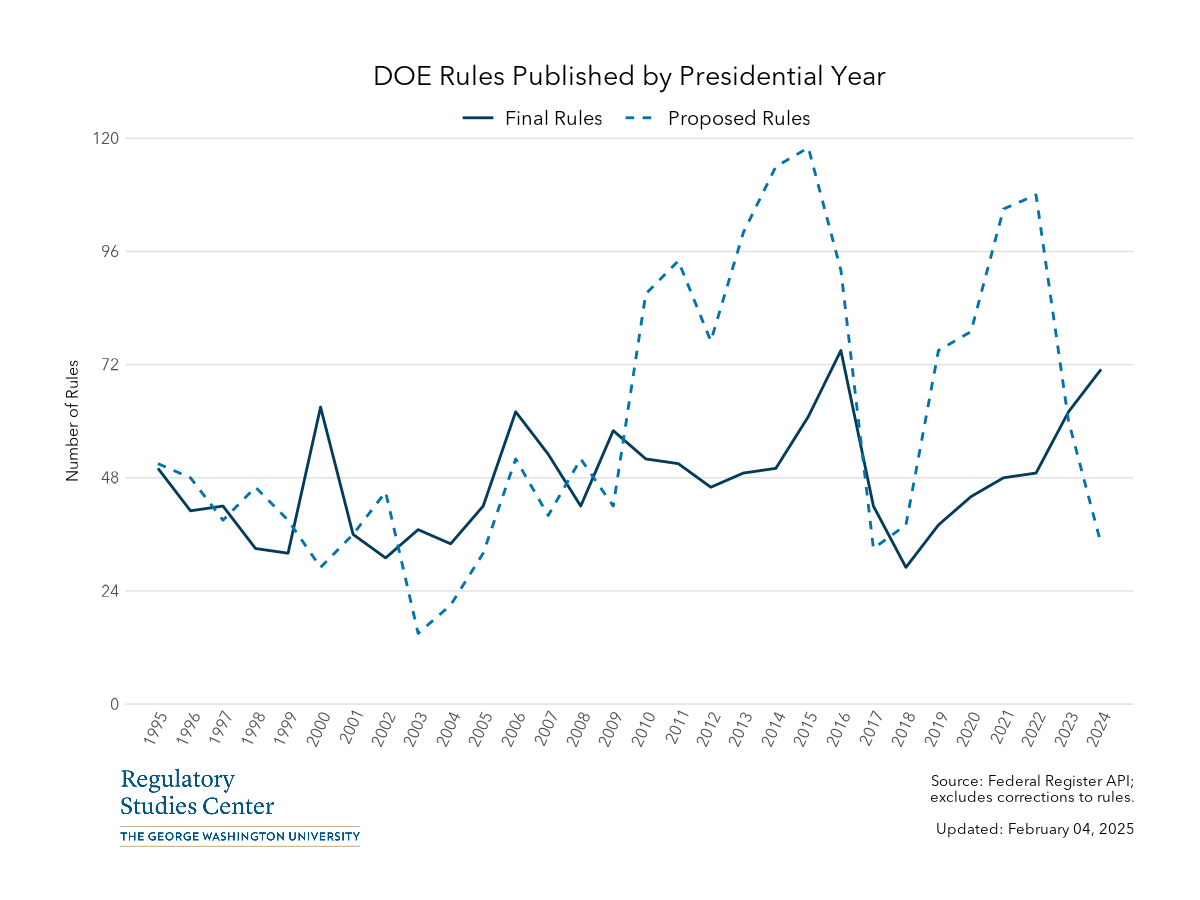 DOE Rules Published by Presidential Year
Final Rules Proposed Rules
120
96
72
48
24
0
Number of Rules
1995 1996 1997 1998 1999 2000 2001 2002 2003 2004 2005 2006 2007 2008 2009 2010 2011 2012 2013 2014 2015 2016 2017 2018 2019 2020 2021 2022 2023 2024
Regulatory
Studies Center
THE GEORGE WASHINGTON UNIVERSITY
Source: Federal Register API;
excludes corrections to rules.
Updated: February 04, 2025